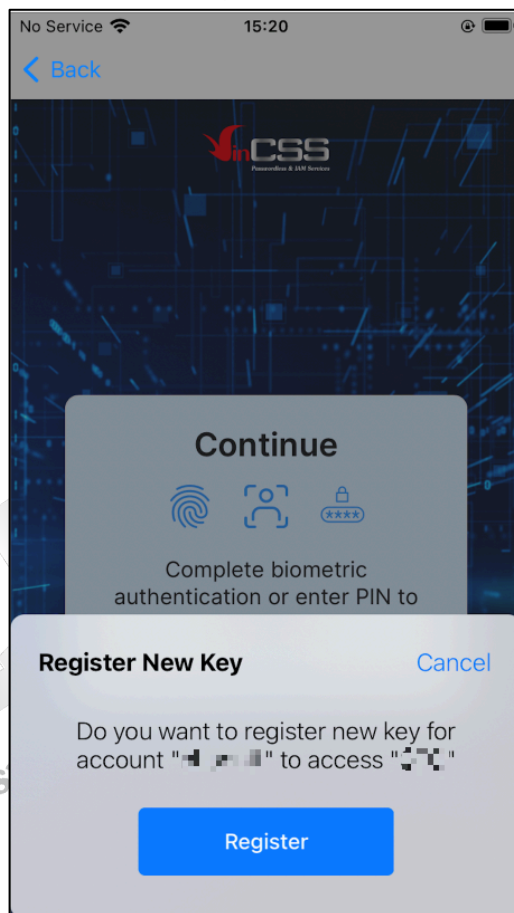 No Service 15:20
Back
VinCSS
Passwordless & IAM Services
Continue
Complete biometric
authentication or enter PIN to
Register New Key Cancel
Do you want to register new key for
account " " to access " "
Register